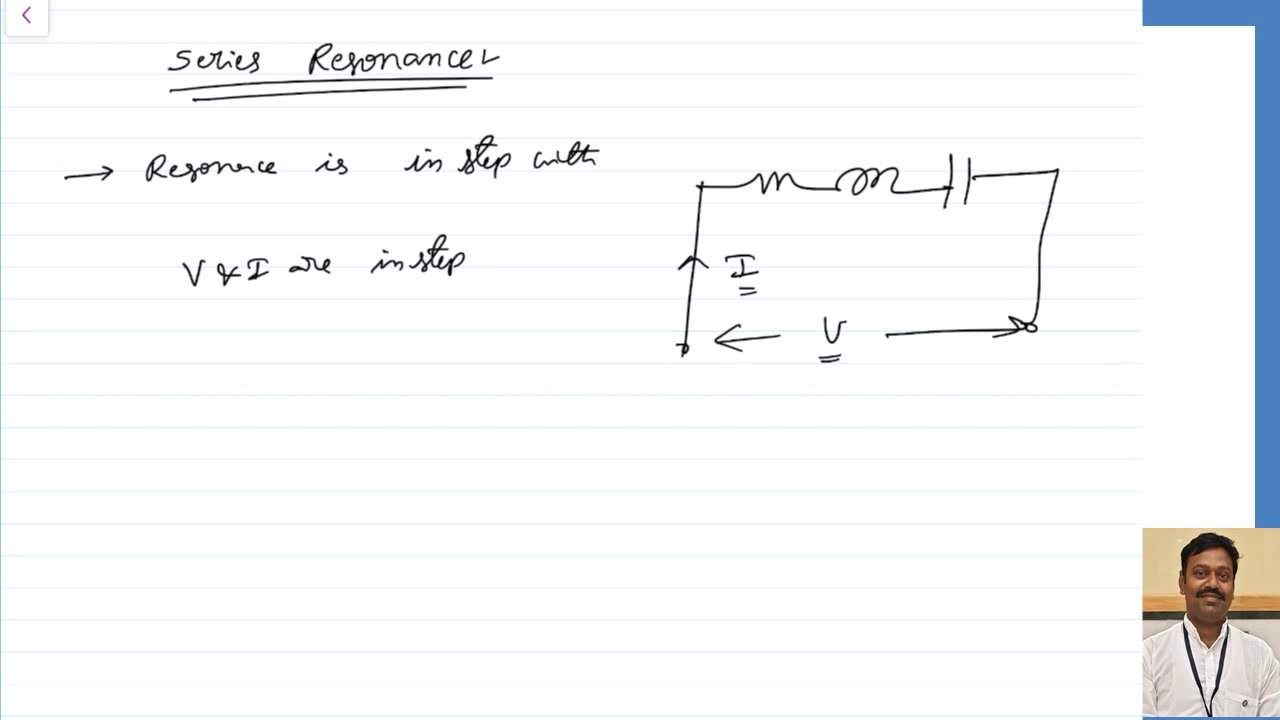 Series Resonance
→ Resonance is in step with
V & I are in step
I
V